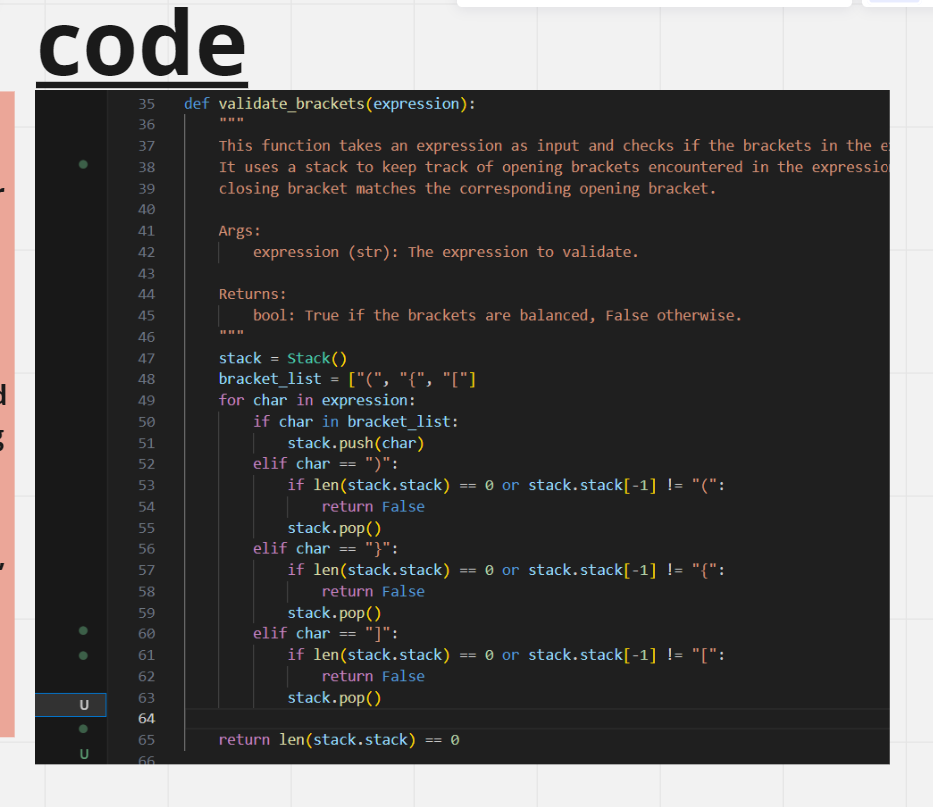 code
35 def validate_brackets(expression):
36 """
37 This function takes an expression as input and checks if the brackets in the
38 It uses a stack to keep track of opening brackets encountered in the expression
39 closing bracket matches the corresponding opening bracket.
40
41 Args:
42 expression (str): The expression to validate.
43
44 Returns:
45 bool: True if the brackets are balanced, False otherwise.
46 """
47 stack = Stack()
48 bracket_list = ["(", "{", "["]
49 for char in expression:
50 if char in bracket_list:
51 stack.push(char)
52 elif char == ")":
53 if len(stack.stack) == 0 or stack.stack[-1] != "(":
54 return False
55 stack.pop()
56 elif char == "}":
57 if len(stack.stack) == 0 or stack.stack[-1] != "{":
58 return False
59 stack.pop()
60 elif char == "]":
61 if len(stack.stack) == 0 or stack.stack[-1] != "[":
62 return False
63 stack.pop()
U
64
65 return len(stack.stack) == 0
U
66